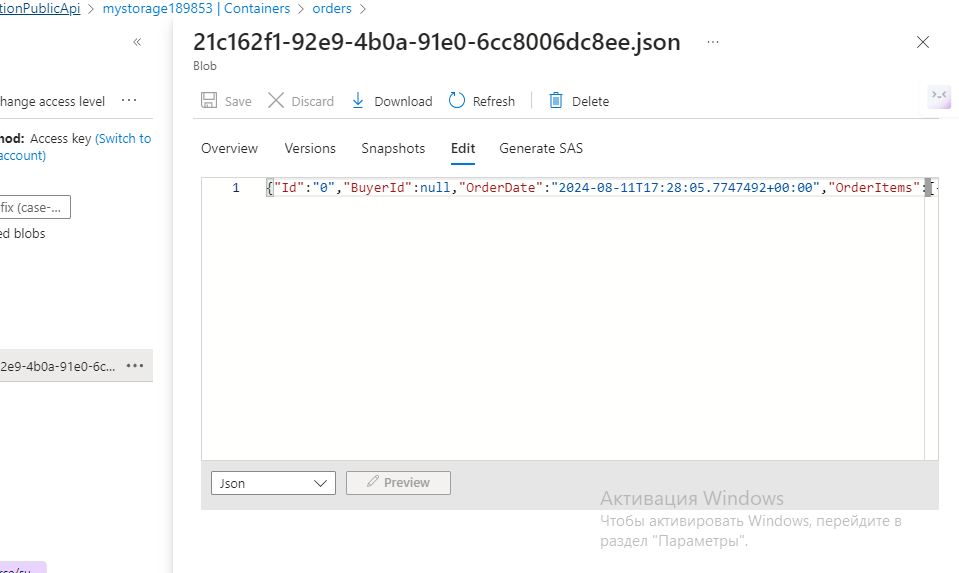 tionPublicApi > mystorage189853 | Containers > orders >
«
21c162f1-92e9-4b0a-91e0-6cc8006dc8ee.json ...
Blob
hange access level ...
Save Discard Download Refresh Delete
nod: Access key (Switch to
account)
Overview Versions Snapshots Edit Generate SAS
1 {"Id":"0","BuyerId":null,"OrderDate":"2024-08-11T17:28:05.7747492+00:00","OrderItems":[
fix (case-...
ed blobs
2e9-4b0a-91e0-6c... ...
Json Preview
Активация Windows
Чтобы активировать Windows, перейдите в
раздел "Параметры".